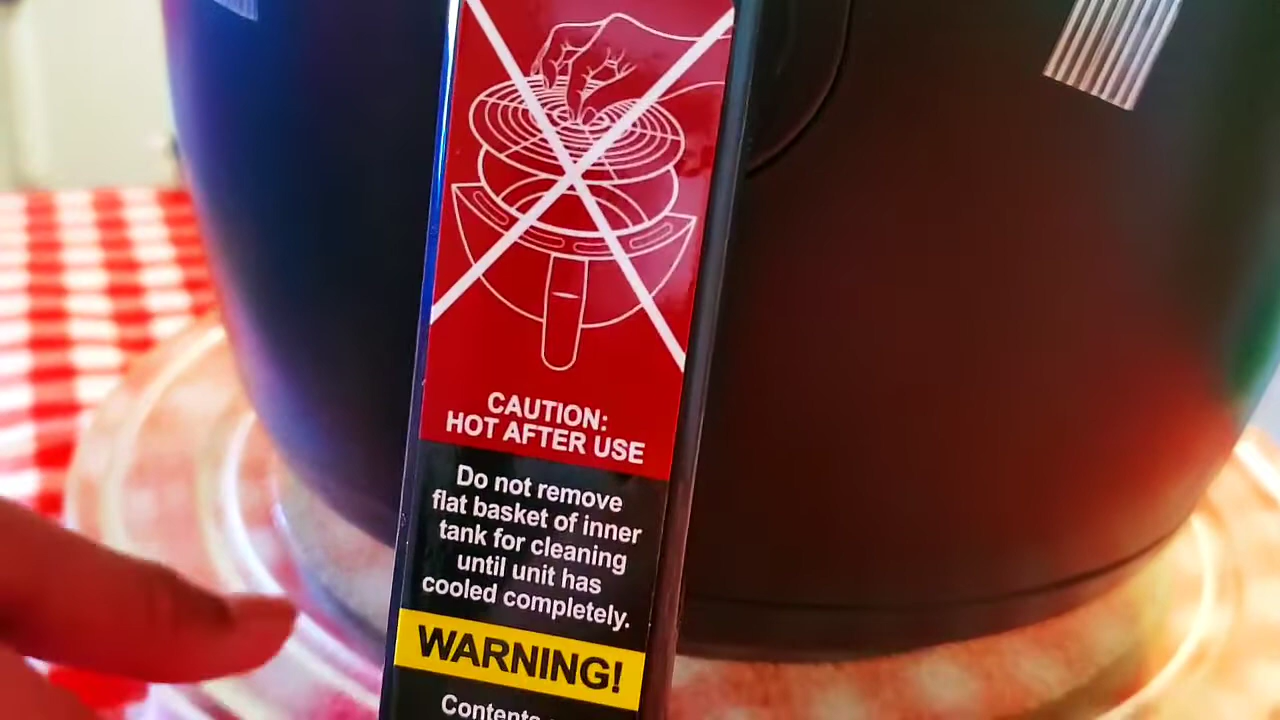 CAUTION:
HOT AFTER USE
Do not remove
flat basket of inner
tank for cleaning
until unit has
cooled completely.
WARNING!
Contents